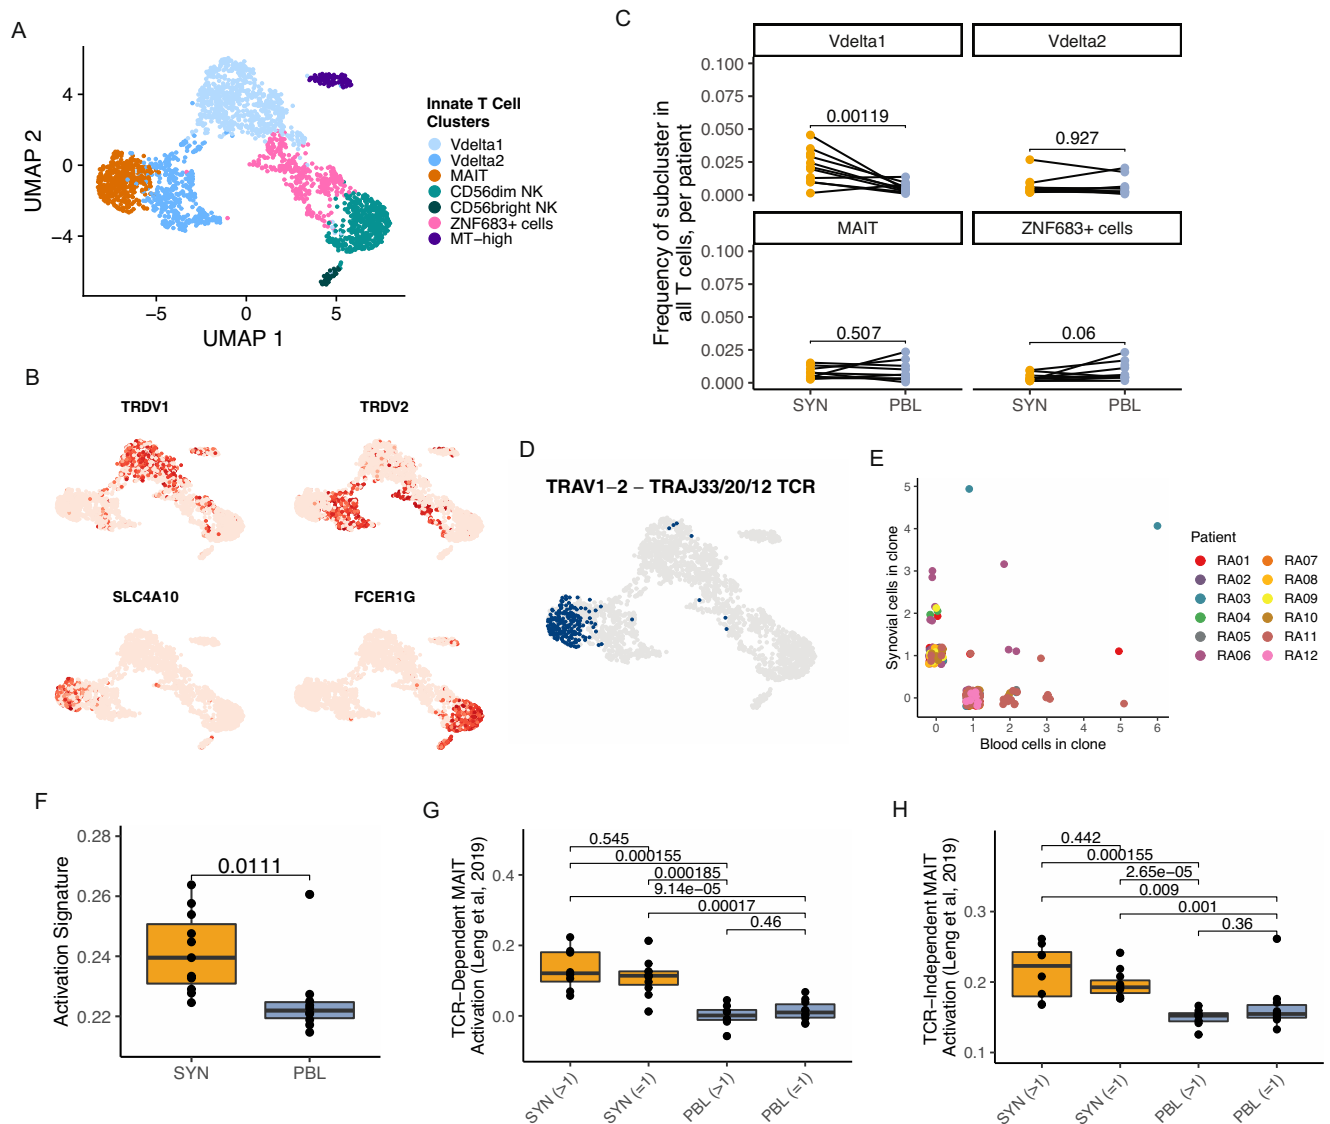 A
UMAP 2
4
0
−4
−5
0
5
UMAP 1
Innate T Cell
Clusters
Vdelta1
Vdelta2
MAIT
CD56dim NK
CD56bright NK
ZNF683+ cells
MT−high
B
TRDV1
TRDV2
SLC4A10
FCER1G
C
Frequency of subcluster in
all T cells, per patient
Vdelta1
Vdelta2
0.100
0.075
0.050
0.025
0.000
0.00119
0.927
MAIT
ZNF683+ cells
0.100
0.075
0.050
0.025
0.000
0.507
0.06
SYN
PBL
SYN
PBL
D
TRAV1−2 − TRAJ33/20/12 TCR
E
Synovial cells in clone
5
4
3
2
1
0
0
1
2
3
4
5
6
Blood cells in clone
Patient
RA01
RA02
RA03
RA04
RA05
RA06
RA07
RA08
RA09
RA10
RA11
RA12
F
Activation Signature
0.28
0.26
0.24
0.22
0.0111
SYN
PBL
G
TCR−Dependent MAIT
Activation (Leng et al, 2019)
0.4
0.2
0.0
0.545
0.000155
0.000185
9.14e−05
0.00017
0.46
SYN (>1)
SYN (=1)
PBL (>1)
PBL (=1)
H
TCR−Independent MAIT
Activation (Leng et al, 2019)
0.3
0.2
0.1
0.442
0.000155
2.65e−05
0.009
0.001
0.36
SYN (>1)
SYN (=1)
PBL (>1)
PBL (=1)